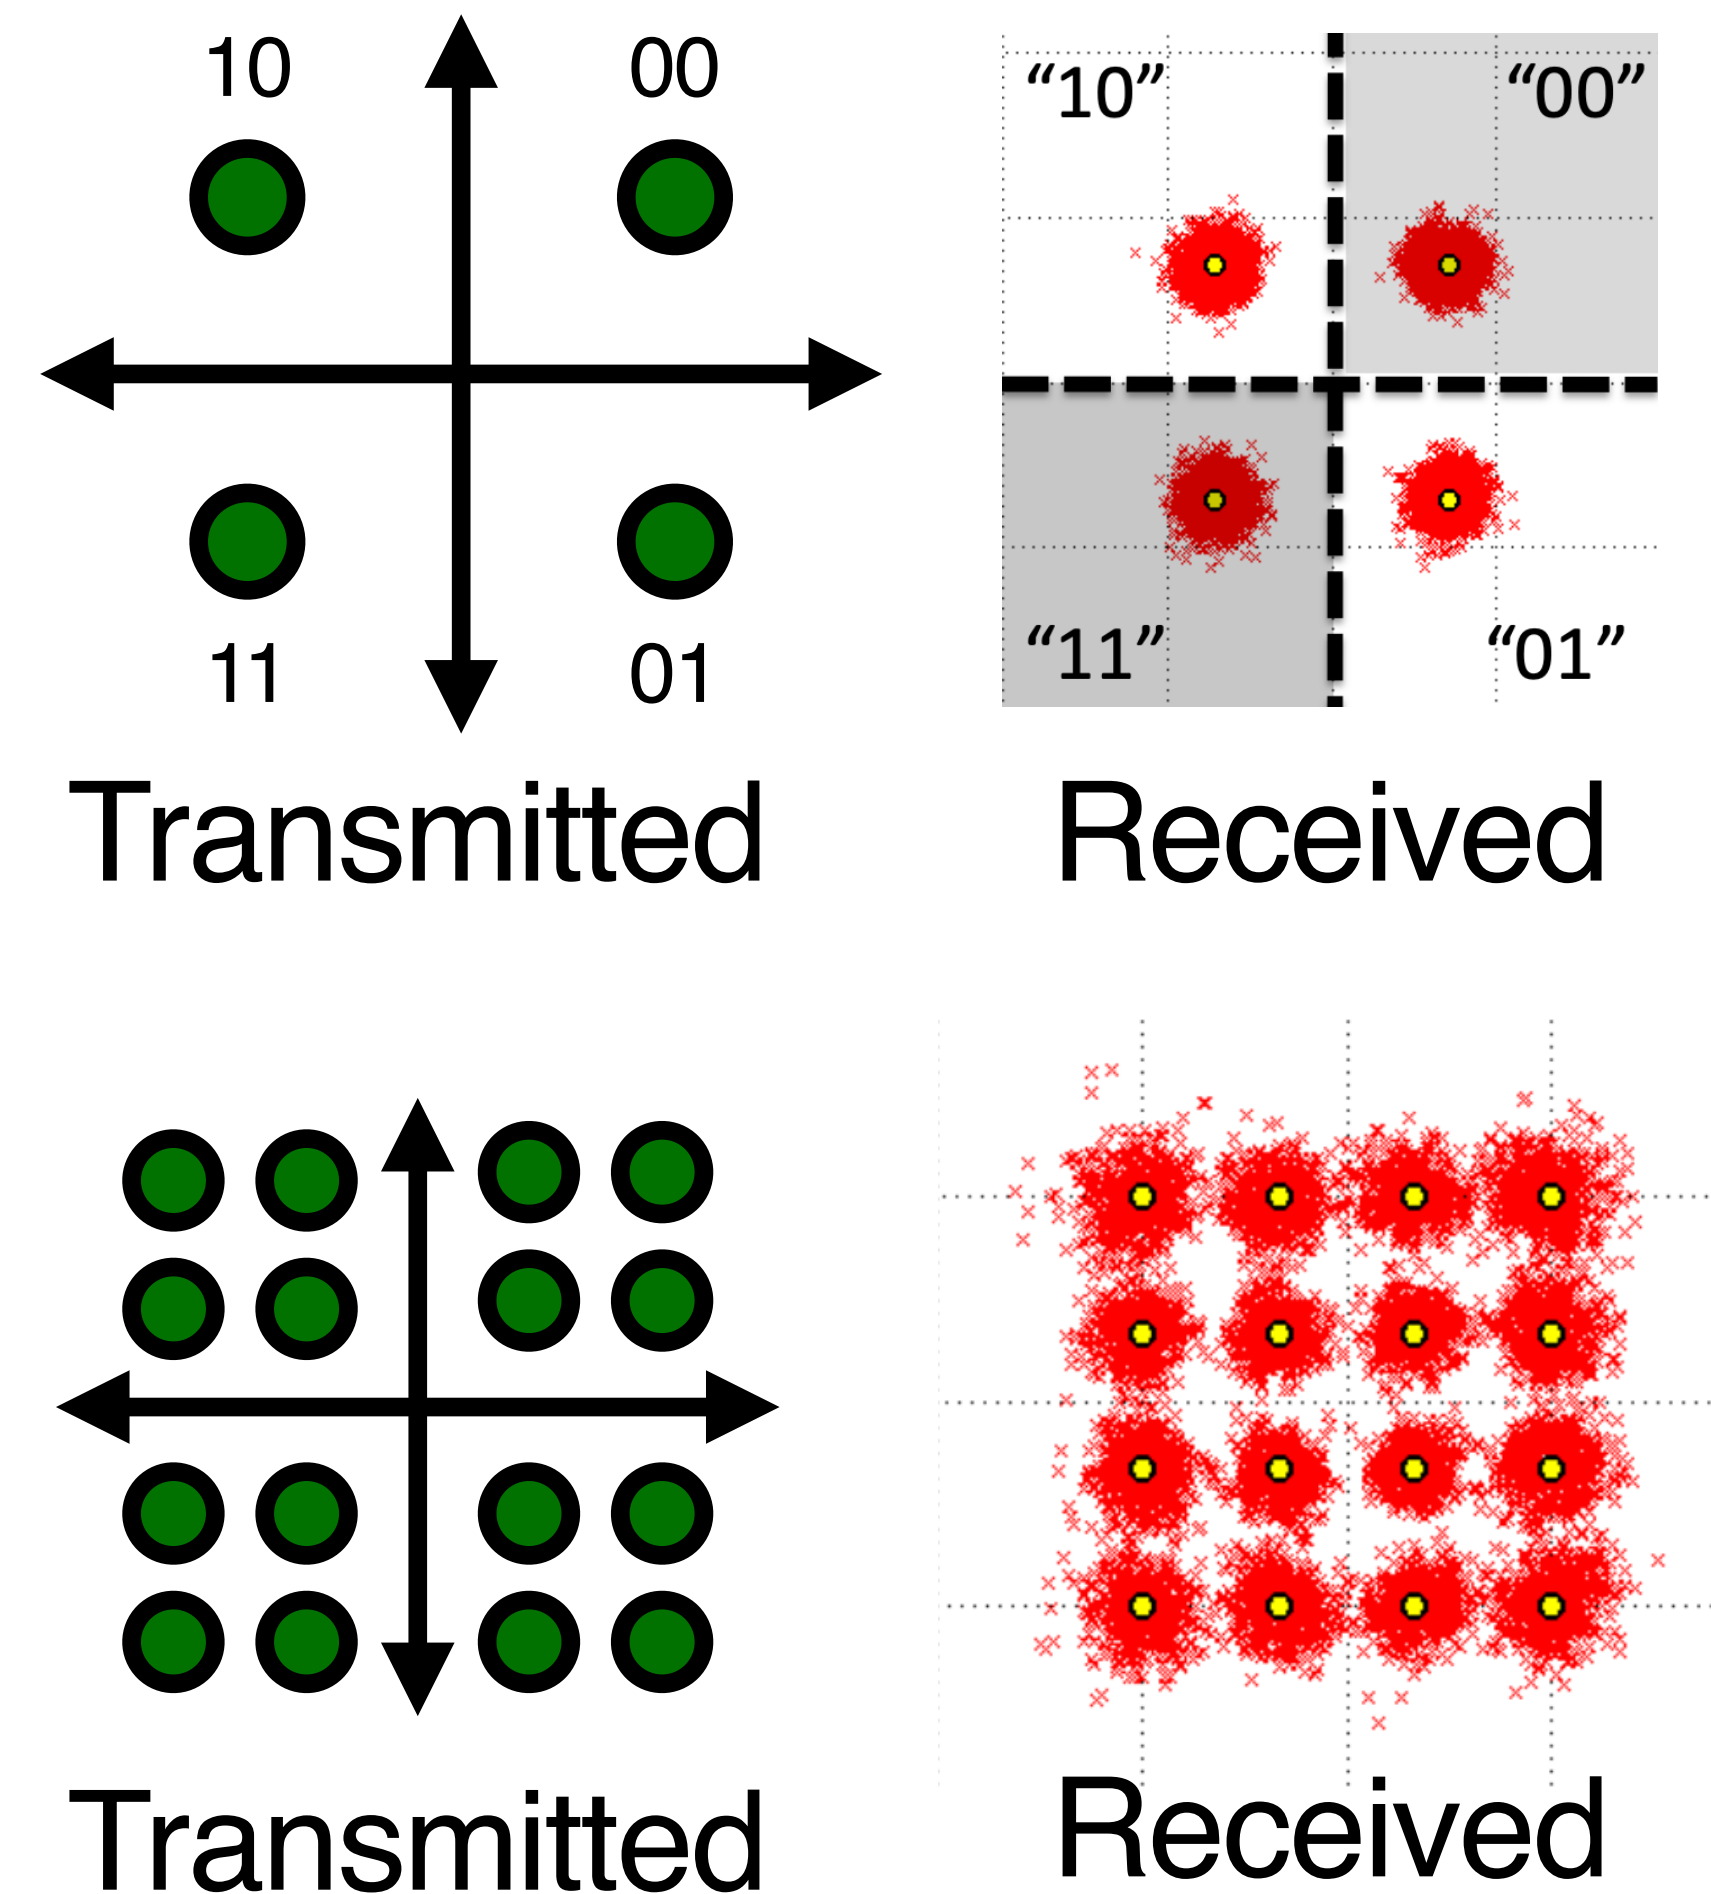 10 00
11 01
Transmitted
“10” “00”
“11” “01”
Received
Transmitted
Received